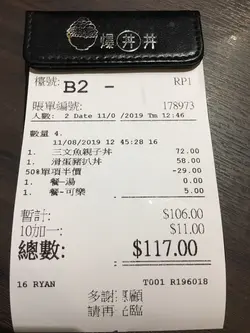 爆丼丼
檯號: B2 - RP1
賬單編號: 178973
人數: 2 Date 11/0 /2019 Tm 12:46
數量 4.
11/08/2019 12 45:28 16
1. 三文魚親子丼 72.00
1. 滑蛋豬扒丼 58.00
50%單項半價 -29.00
1. 餐-湯 0.00
1. 餐-可樂 5.00
暫計: $106.00
10加一: $11.00
總數: $117.00
16 RYAN T001 R196018
多謝 顧
請再 臨